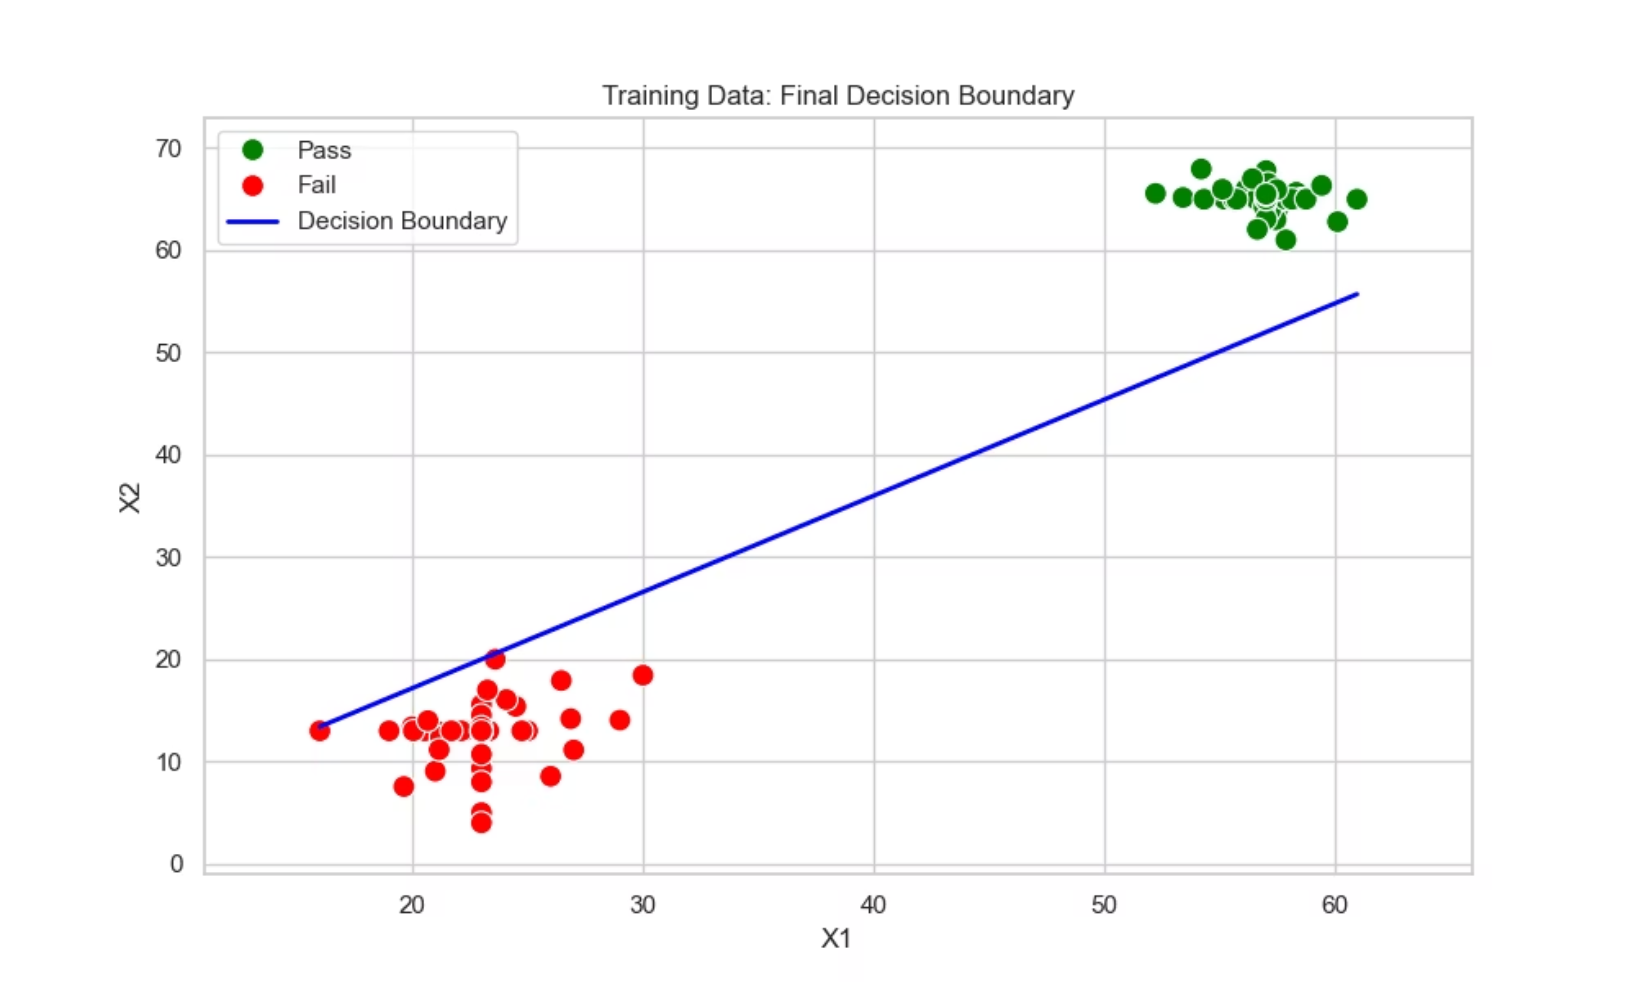 Training Data: Final Decision Boundary
Pass
Fail
Decision Boundary
70
60
50
40
30
20
10
0
X2
20 30 40 50 60
X1